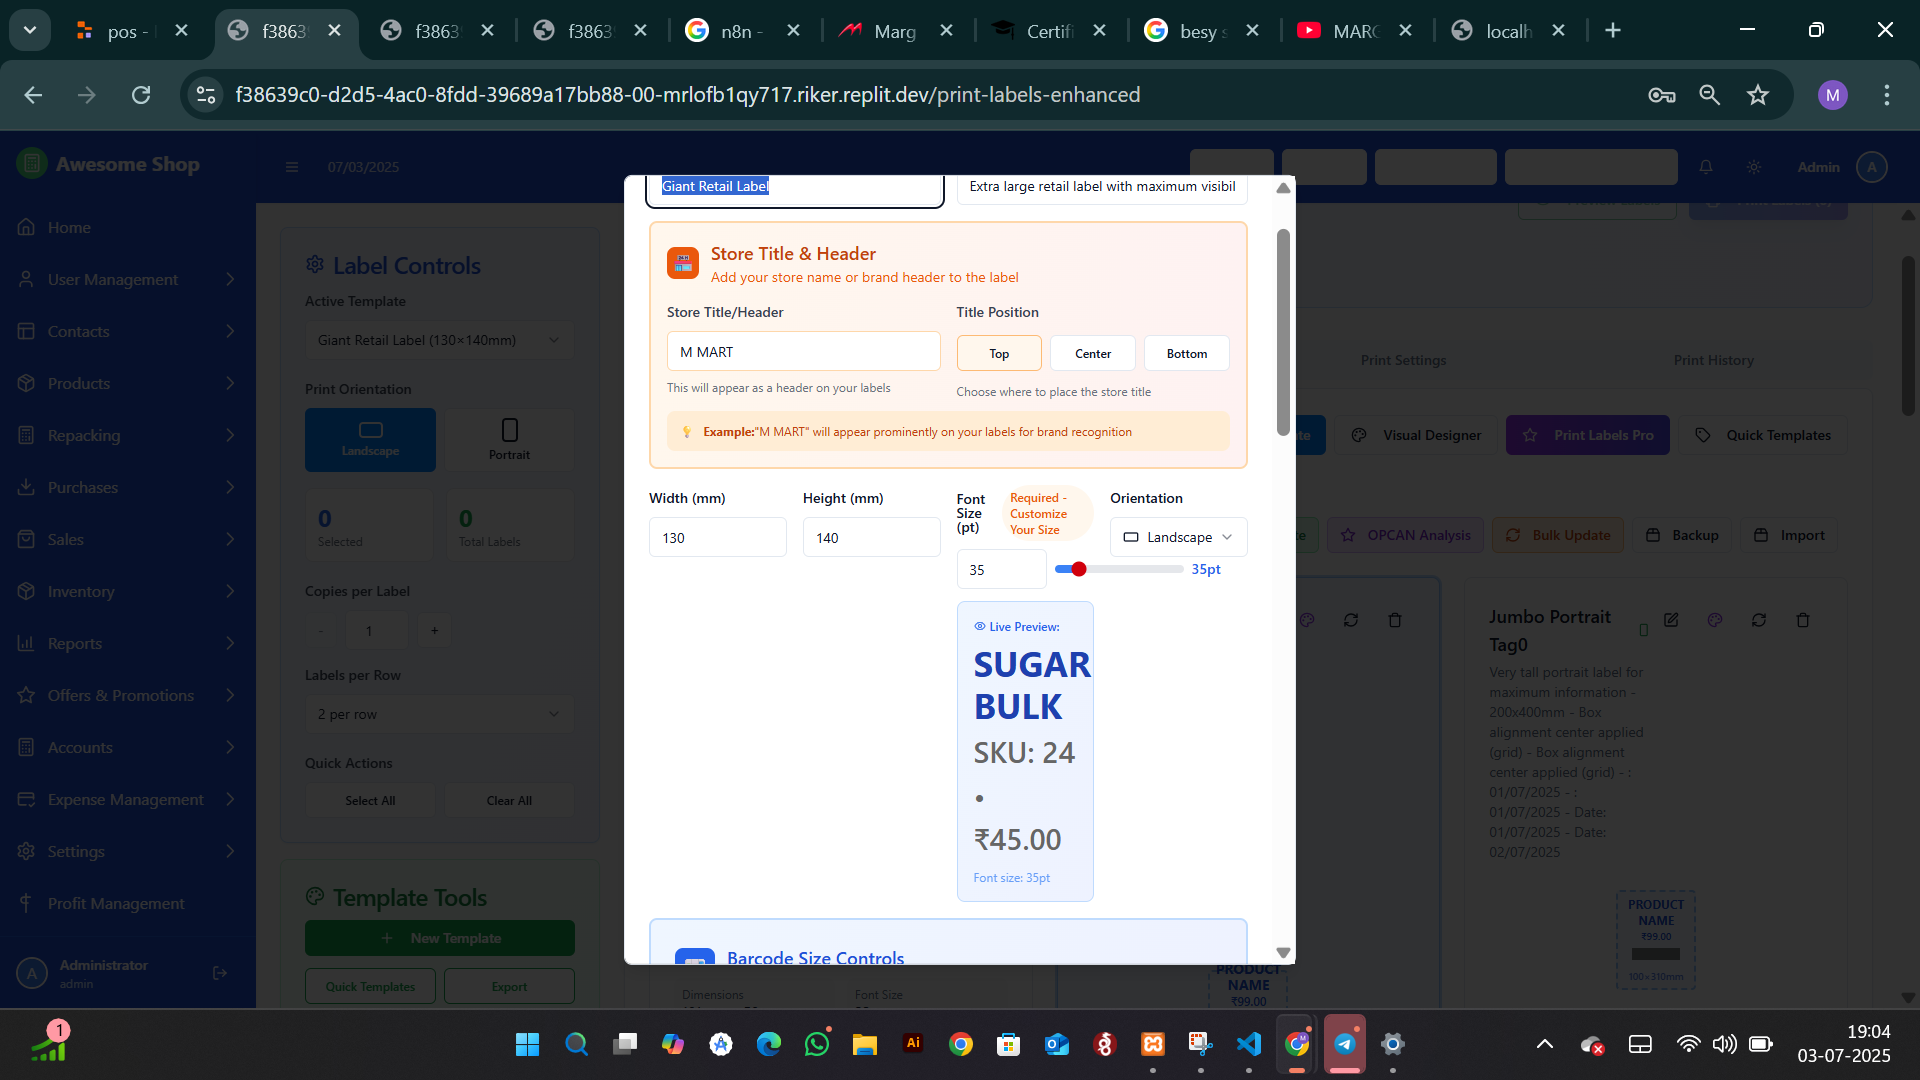 pos -
f3863
f3863
f3863
n8n -
Marg
Certifi
besy s
MARG
localh
f38639c0-d2d5-4ac0-8fdd-39689a17bb88-00-mrlofb1qy717.riker.replit.dev/print-labels-enhanced
M
Awesome Shop
07/03/2025
Admin
A
Home
User Management
Contacts
Products
Repacking
Purchases
Sales
Inventory
Reports
Offers & Promotions
Accounts
Expense Management
Settings
Profit Management
A
Administrator
admin
Label Controls
Active Template
Giant Retail Label (130×140mm)
Print Orientation
Landscape
Portrait
0
Selected
0
Total Labels
Copies per Label
-
1
+
Labels per Row
2 per row
Quick Actions
Select All
Clear All
Template Tools
+ New Template
Quick Templates
Export
Giant Retail Label
Extra large retail label with maximum visibil
Store Title & Header
Add your store name or brand header to the label
Store Title/Header
Title Position
M MART
Top
Center
Bottom
This will appear as a header on your labels
Choose where to place the store title
Example:"M MART" will appear prominently on your labels for brand recognition
Width (mm)
Height (mm)
Font Size (pt)
Required - Customize Your Size
Orientation
130
140
Landscape
35
35pt
Live Preview:
SUGAR
BULK
SKU: 24
•
₹45.00
Font size: 35pt
Barcode Size Controls
Dimensions
Font Size
Print Settings
Print History
Visual Designer
Print Labels Pro
Quick Templates
OPCAN Analysis
Bulk Update
Backup
Import
Jumbo Portrait
Tag0
Very tall portrait label for
maximum information -
200x400mm - Box
alignment center applied
(grid) - Box alignment
center applied (grid) - :
01/07/2025 - :
01/07/2025 - Date:
01/07/2025 - Date:
02/07/2025
PRODUCT
NAME
₹99.00
100×310mm
PRODUCT
NAME
₹99.00
1
Ai
19:04
03-07-2025